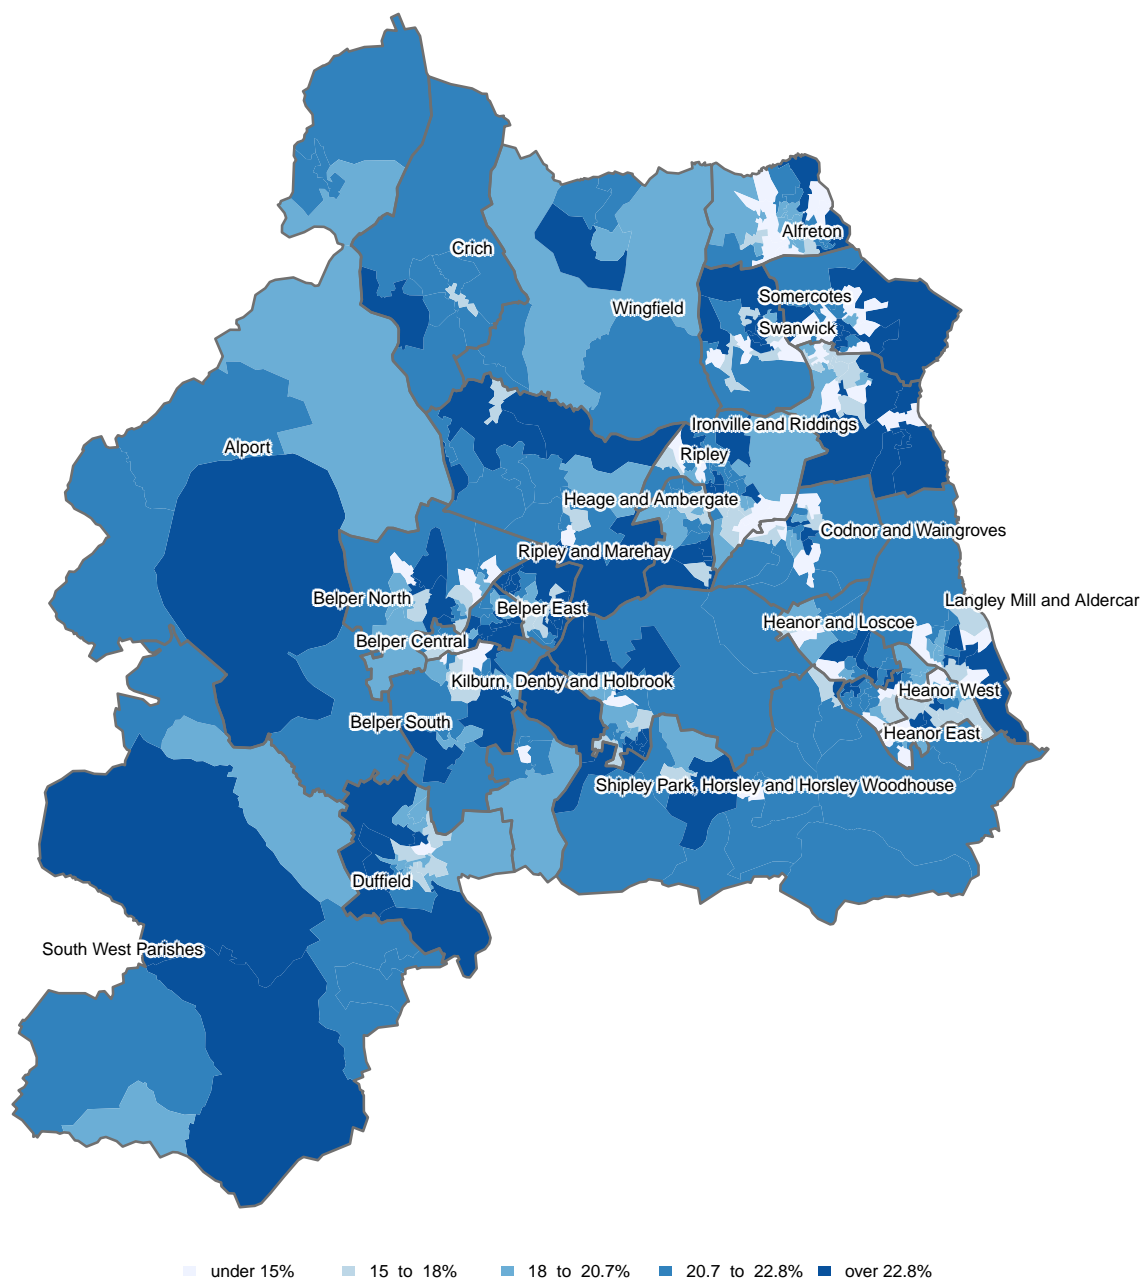 Alfreton
Crich
Somercotes
Wingfield
Swanwick
Ironville and Riddings
Alport
Ripley
Heage and Ambergate
Codnor and Waingroves
Ripley and Marehay
Belper North
Langley Mill and Aldercar
Belper East
Heanor and Loscoe
Belper Central
Kilburn, Denby and Holbrook
Heanor West
Belper South
Heanor East
Shipley Park, Horsley and Horsley Woodhouse
Duffield
South West Parishes
under 15% 15 to 18% 18 to 20.7% 20.7 to 22.8% over 22.8%